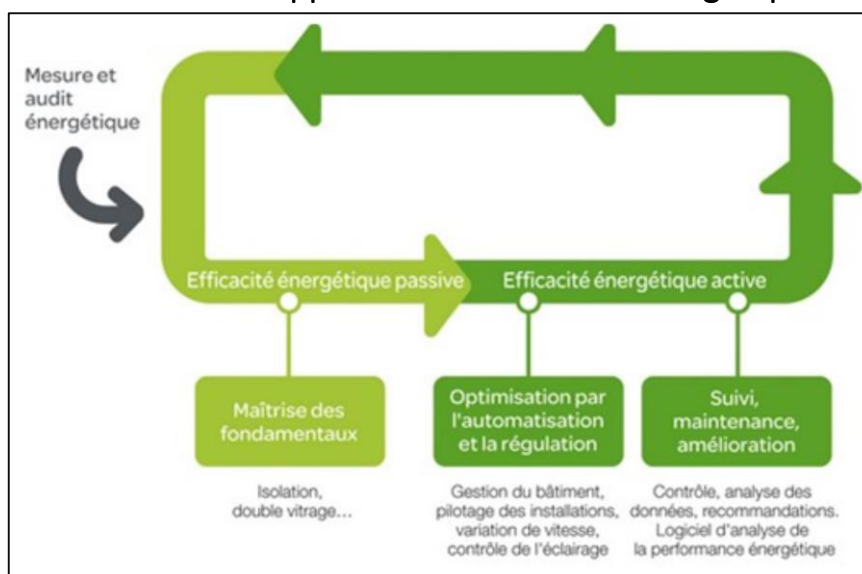 Mesure et
audit
énergétique
Efficacité énergétique passive
Efficacité énergétique active
Maîtrise des
fondamentaux
Optimisation par
l'automatisation
et la régulation
Suivi,
maintenance,
amélioration
Isolation,
double vitrage...
Gestion du bâtiment,
pilotage des installations,
variation de vitesse,
contrôle de l'éclairage
Contrôle, analyse des
données, recommandations.
Logiciel d'analyse de
la performance énergétique